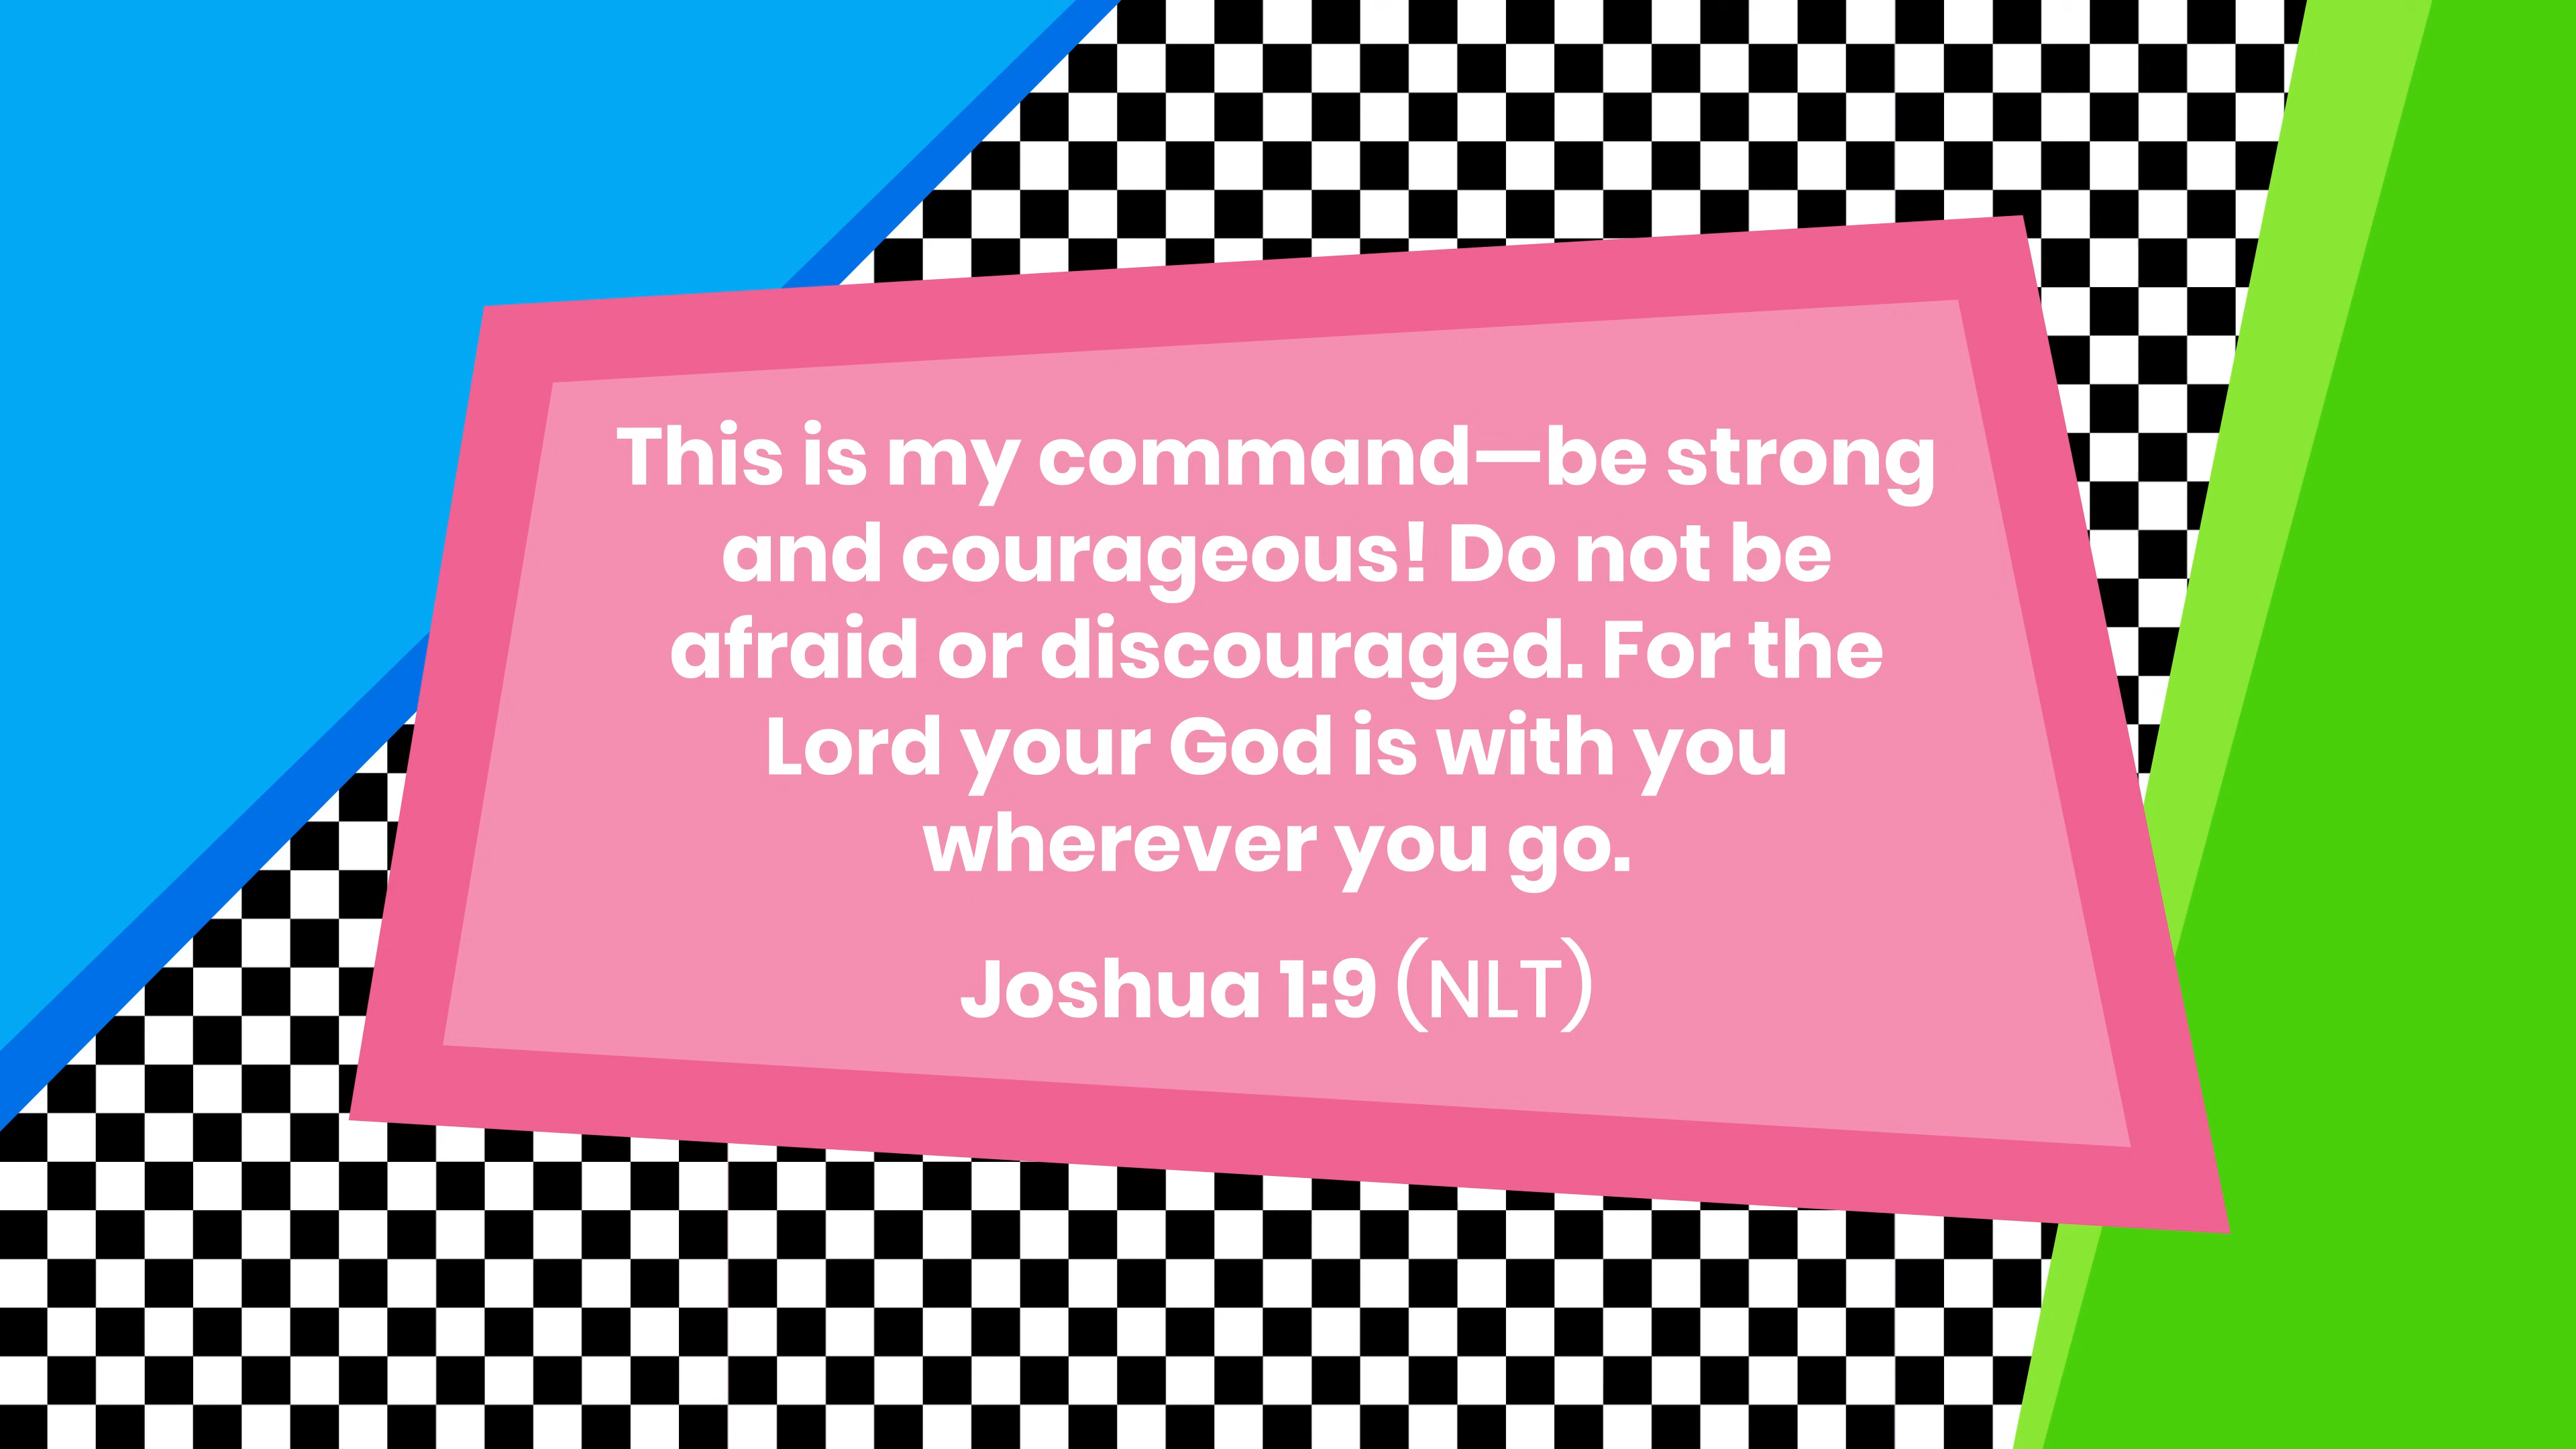 This is my command—be strong
and courageous! Do not be
afraid or discouraged. For the
Lord your God is with you
wherever you go.
Joshua 1:9 (NLT)